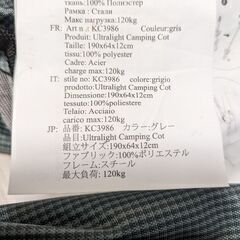 ткань:100% Полиэстер
Рамка : Стали
Макс нагрузка:120kg
FR: Art n .: KC3986 Couleur:gris
Produit: Ultralight Camping Cot
Taille: 190x64x12cm
tissu:100% polyester
Cadre: Acier
charge max:120kg
IT: stile no: KC3986 colore:grigio
prodotto:Ultralight Camping Cot
Dimensione:190x64x12cm
tessuto:100%poliestere
Telaio: Acciaio
carico max:120kg
JP: 品番: KC3986 カラー:グレー
品目:Ultralight Camping Cot
組立サイズ:190x64x12cm
ファブリック:100%ポリエステル
フレーム:スチール
最大負荷: 120kg